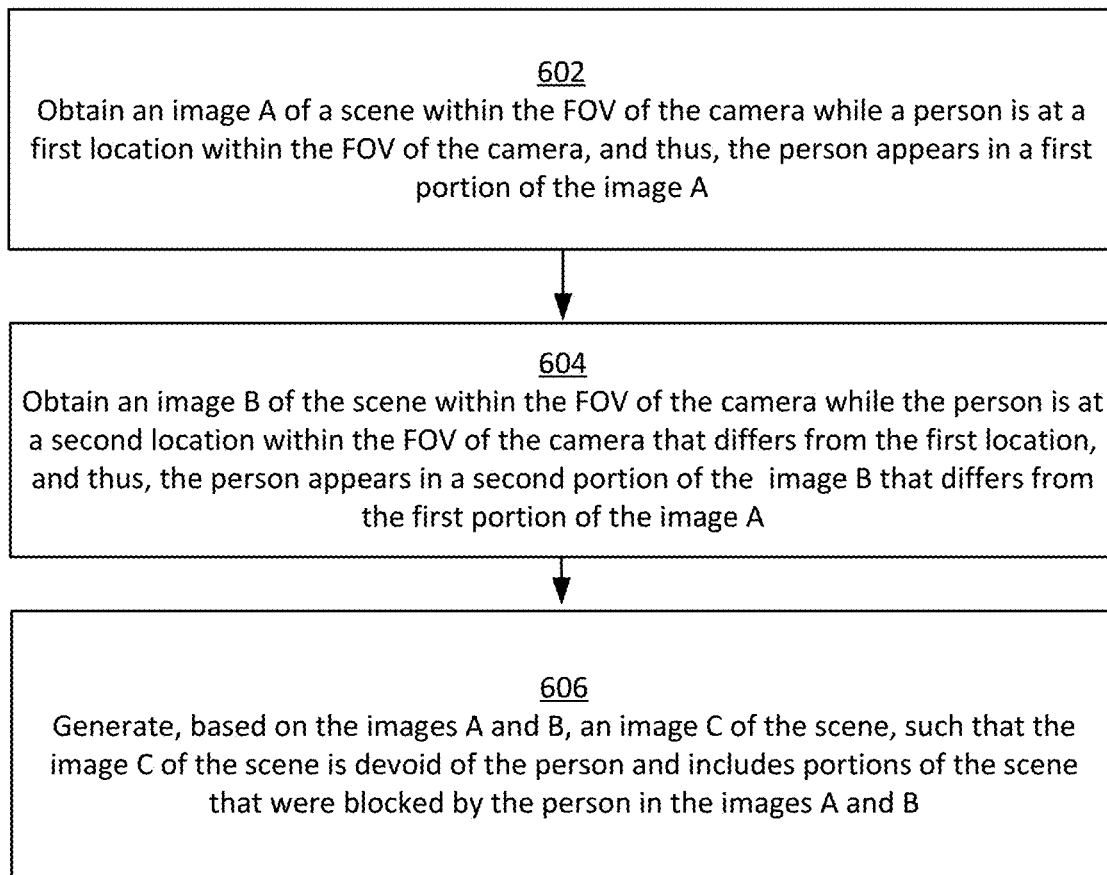 602
Obtain an image A of a scene within the FOV of the camera while a person is at a
first location within the FOV of the camera, and thus, the person appears in a first
portion of the image A
604
Obtain an image B of the scene within the FOV of the camera while the person is at
a second location within the FOV of the camera that differs from the first location,
and thus, the person appears in a second portion of the image B that differs from
the first portion of the image A
606
Generate, based on the images A and B, an image C of the scene, such that the
image C of the scene is devoid of the person and includes portions of the scene
that were blocked by the person in the images A and B